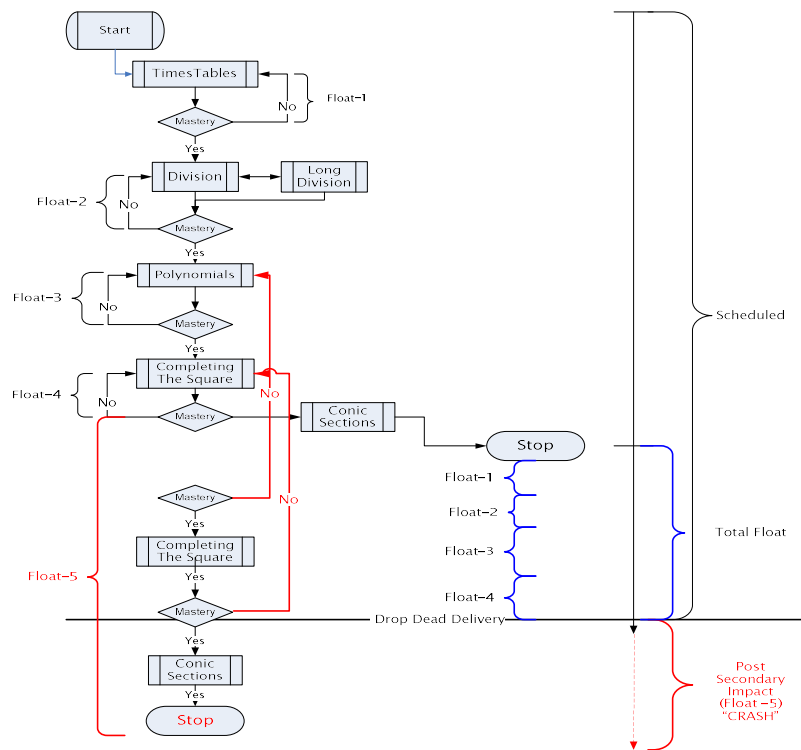 Start
TimesTables
No
Float-1
Mastery
Yes
Division
Long
Division
Float-2
No
Mastery
Yes
Polynomials
Float-3
No
Mastery
Yes
Scheduled
Completing
The Square
Float-4
No
No
Mastery
Conic
Sections
Stop
Float-1
Mastery
No
Float-2
Yes
Completing
The Square
Float-3
Total Float
Float-5
Yes
Float-4
Mastery
Drop Dead Delivery
Yes
Conic
Sections
Yes
Stop
Post
Secondary
Impact
(Float-5)
“CRASH”